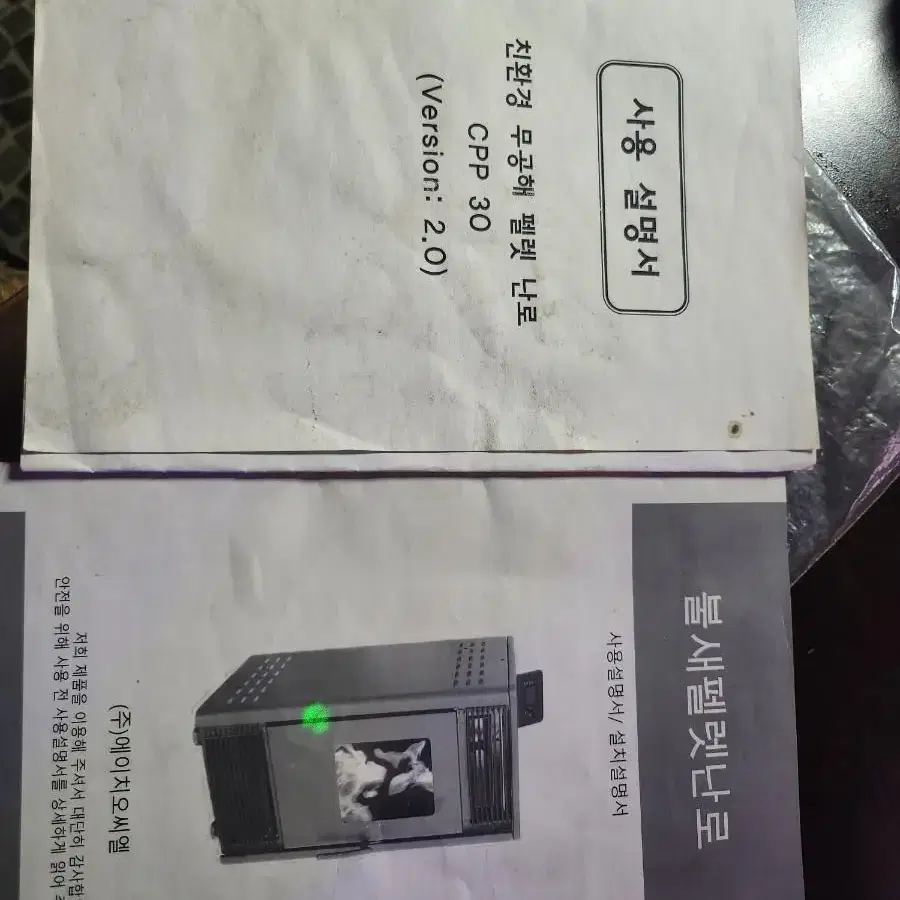 사용 설명서
친환경 무공해 펠렛 난로
CPP 30
(Version: 2.0)
불새펠렛난로
사용설명서/ 설치설명서
(주)에이치오씨엘
저희 제품을 이용해 주셔서 대단히 감사합
안전을 위해 사용 전 사용설명서를 상세하게 읽어